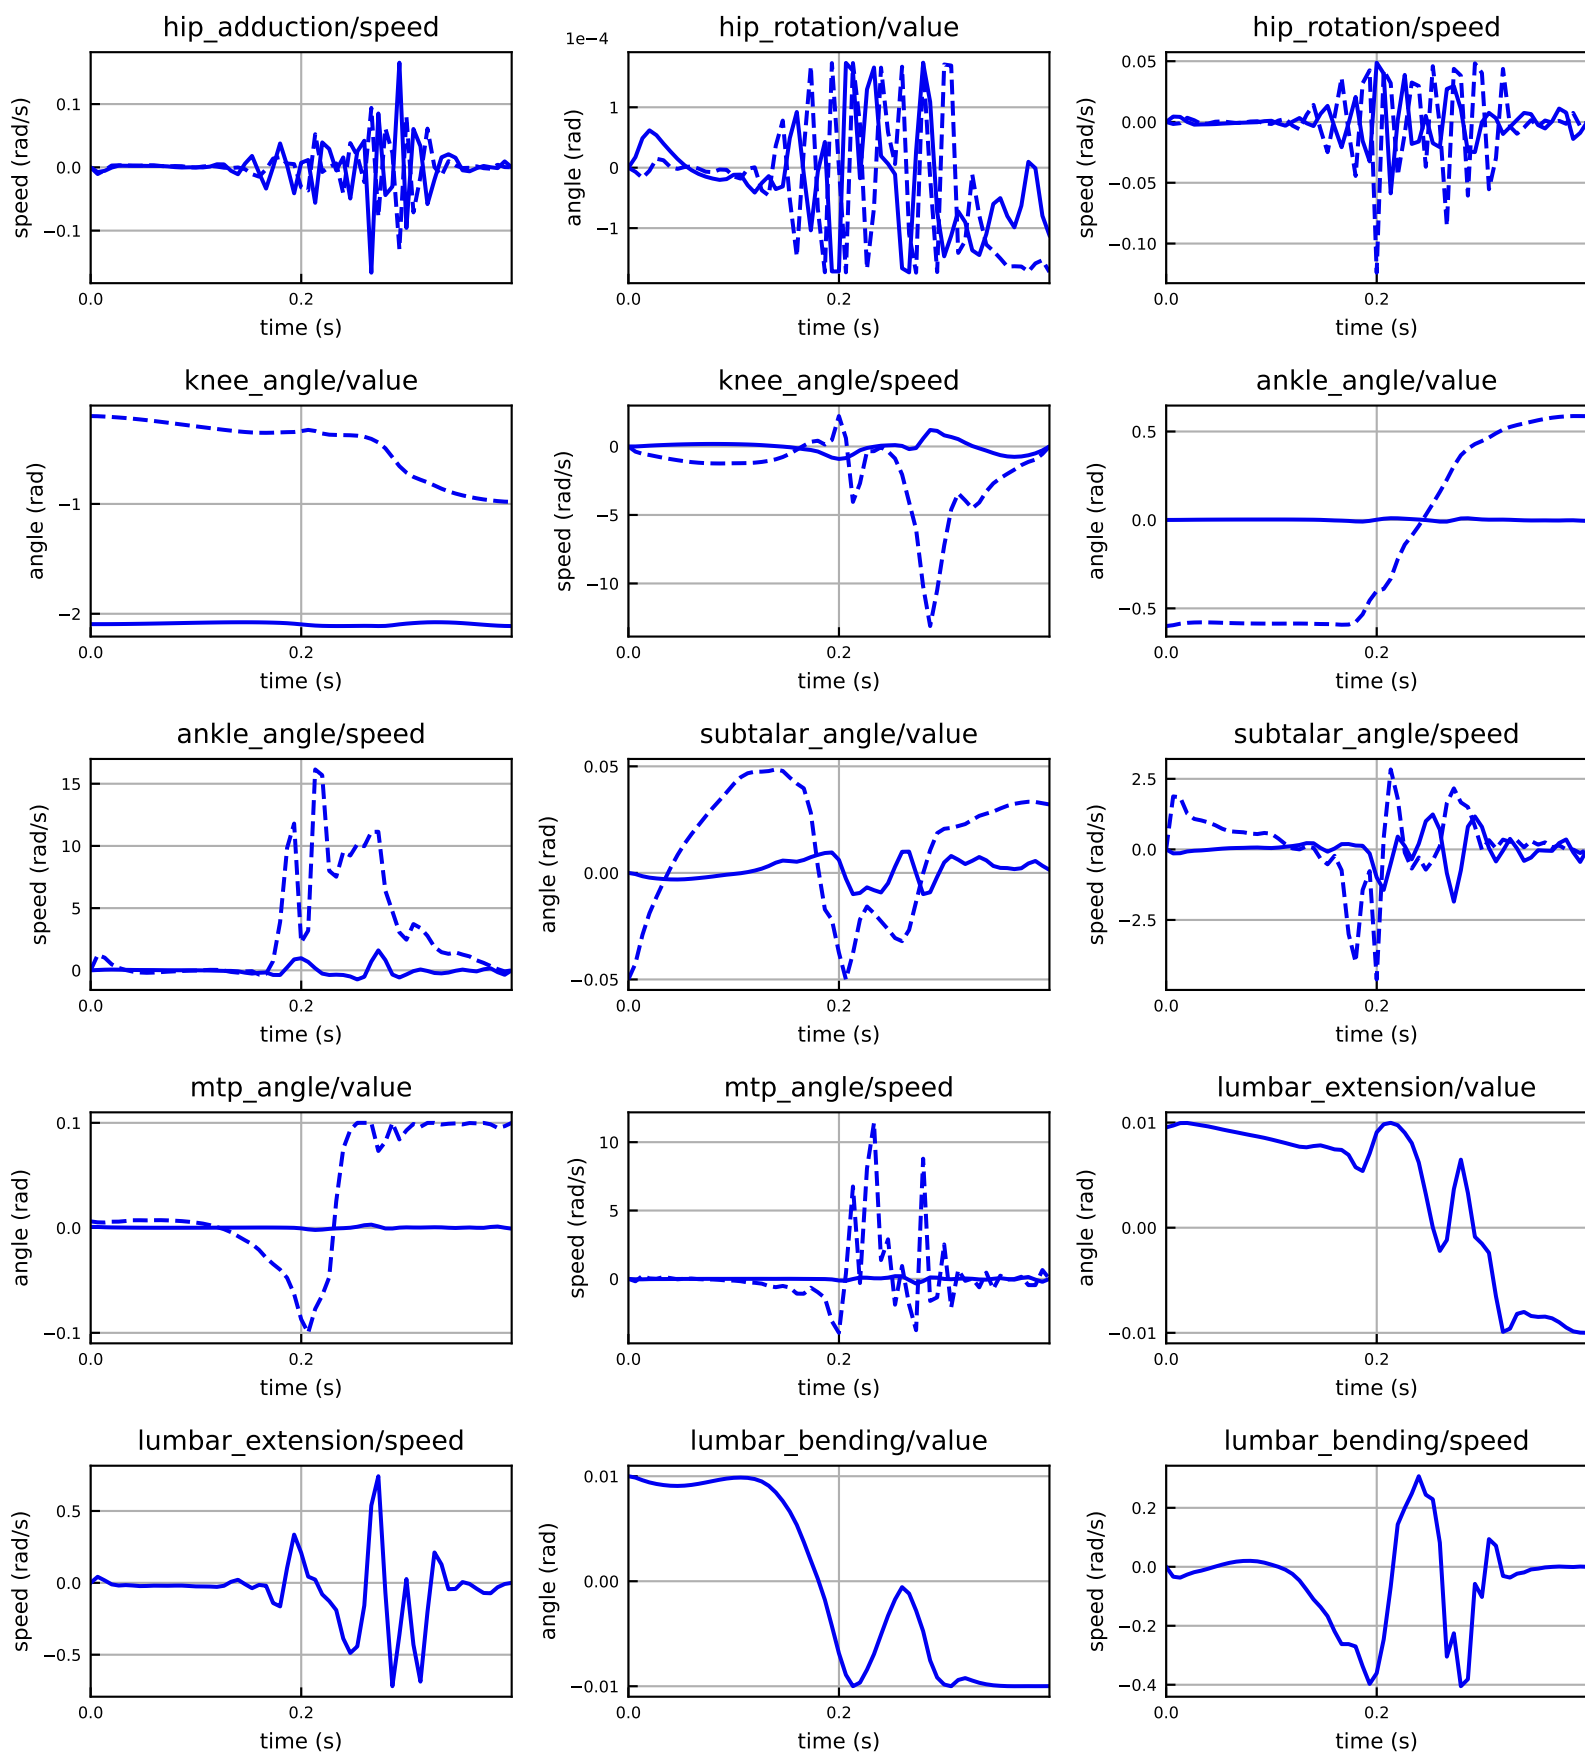 hip_adduction/speed
speed (rad/s)
0.1
0.0
−0.1
0.0
0.2
time (s)
hip_rotation/value
1e−4
angle (rad)
1
0
−1
0.0
0.2
time (s)
hip_rotation/speed
speed (rad/s)
0.05
0.00
−0.05
−0.10
0.0
0.2
time (s)
knee_angle/value
angle (rad)
−1
−2
0.0
0.2
time (s)
knee_angle/speed
speed (rad/s)
0
−5
−10
0.0
0.2
time (s)
ankle_angle/value
angle (rad)
0.5
0.0
−0.5
0.0
0.2
time (s)
ankle_angle/speed
speed (rad/s)
15
10
5
0
0.0
0.2
time (s)
subtalar_angle/value
angle (rad)
0.05
0.00
−0.05
0.0
0.2
time (s)
subtalar_angle/speed
speed (rad/s)
2.5
0.0
−2.5
0.0
0.2
time (s)
mtp_angle/value
angle (rad)
0.1
0.0
−0.1
0.0
0.2
time (s)
mtp_angle/speed
speed (rad/s)
10
5
0
0.0
0.2
time (s)
lumbar_extension/value
angle (rad)
0.01
0.00
−0.01
0.0
0.2
time (s)
lumbar_extension/speed
speed (rad/s)
0.5
0.0
−0.5
0.0
0.2
time (s)
lumbar_bending/value
angle (rad)
0.01
0.00
−0.01
0.0
0.2
time (s)
lumbar_bending/speed
speed (rad/s)
0.2
0.0
−0.2
−0.4
0.0
0.2
time (s)